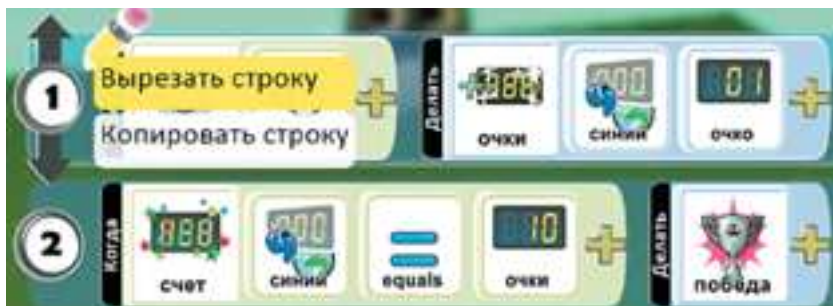 1 Вырезать строку
Копировать строку
Делать
очки синий 01 очко
2 Когда
счет синий equals 10 очки
Делать
победа